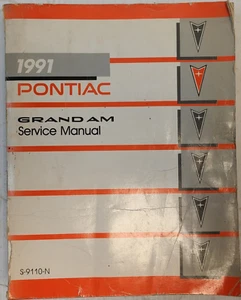 1991
PONTIAC
GRAND AM
Service Manual
S-9110-N